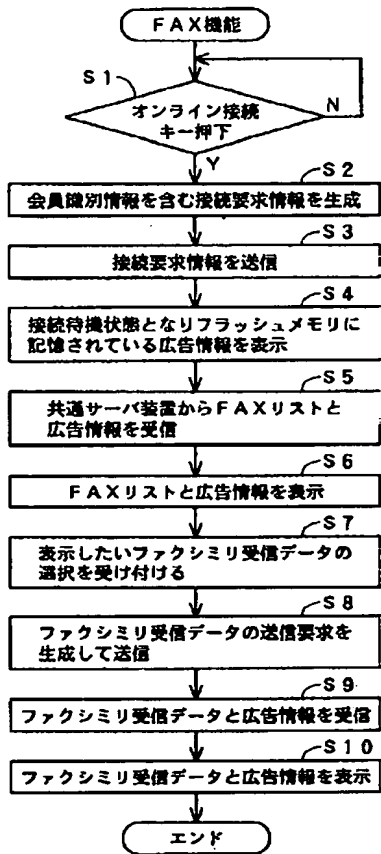 FAX機能
S1
オンライン接続
キー押下
N
Y
S2
会員識別情報を含む接続要求情報を生成
S3
接続要求情報を送信
S4
接続待機状態となりフラッシュメモリに
記憶されている広告情報を表示
S5
共通サーバ装置からFAXリストと
広告情報を受信
S6
FAXリストと広告情報を表示
S7
表示したいファクシミリ受信データの
選択を受け付ける
S8
ファクシミリ受信データの送信要求を
生成して送信
S9
ファクシミリ受信データと広告情報を受信
S10
ファクシミリ受信データと広告情報を表示
エンド